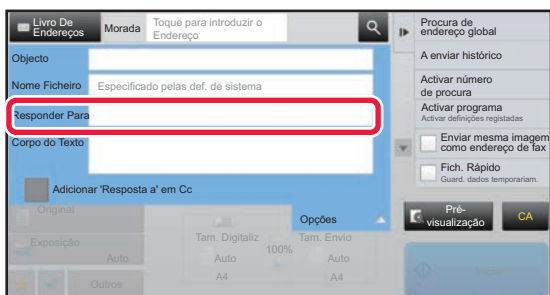 Livro De
Endereços
Morada
Toque para introduzir o
Endereço
Objecto
Nome Ficheiro
Especificado pelas def. de sistema
Responder Para
Corpo do Texto
Adicionar 'Resposta a' em Cc
Original
Opções
Exposição
Auto
Tam. Digitaliz
100%
Tam. Envio
Auto
Auto
A4
A4
Outros
Procura de
endereço global
A enviar histórico
Activar número
de procura
Activar programa
Activar definições registadas
Enviar mesma imagem
como endereço de fax
Fich. Rápido
Guard. dados temporariam.
Pré-
visualização
CA
Iniciar